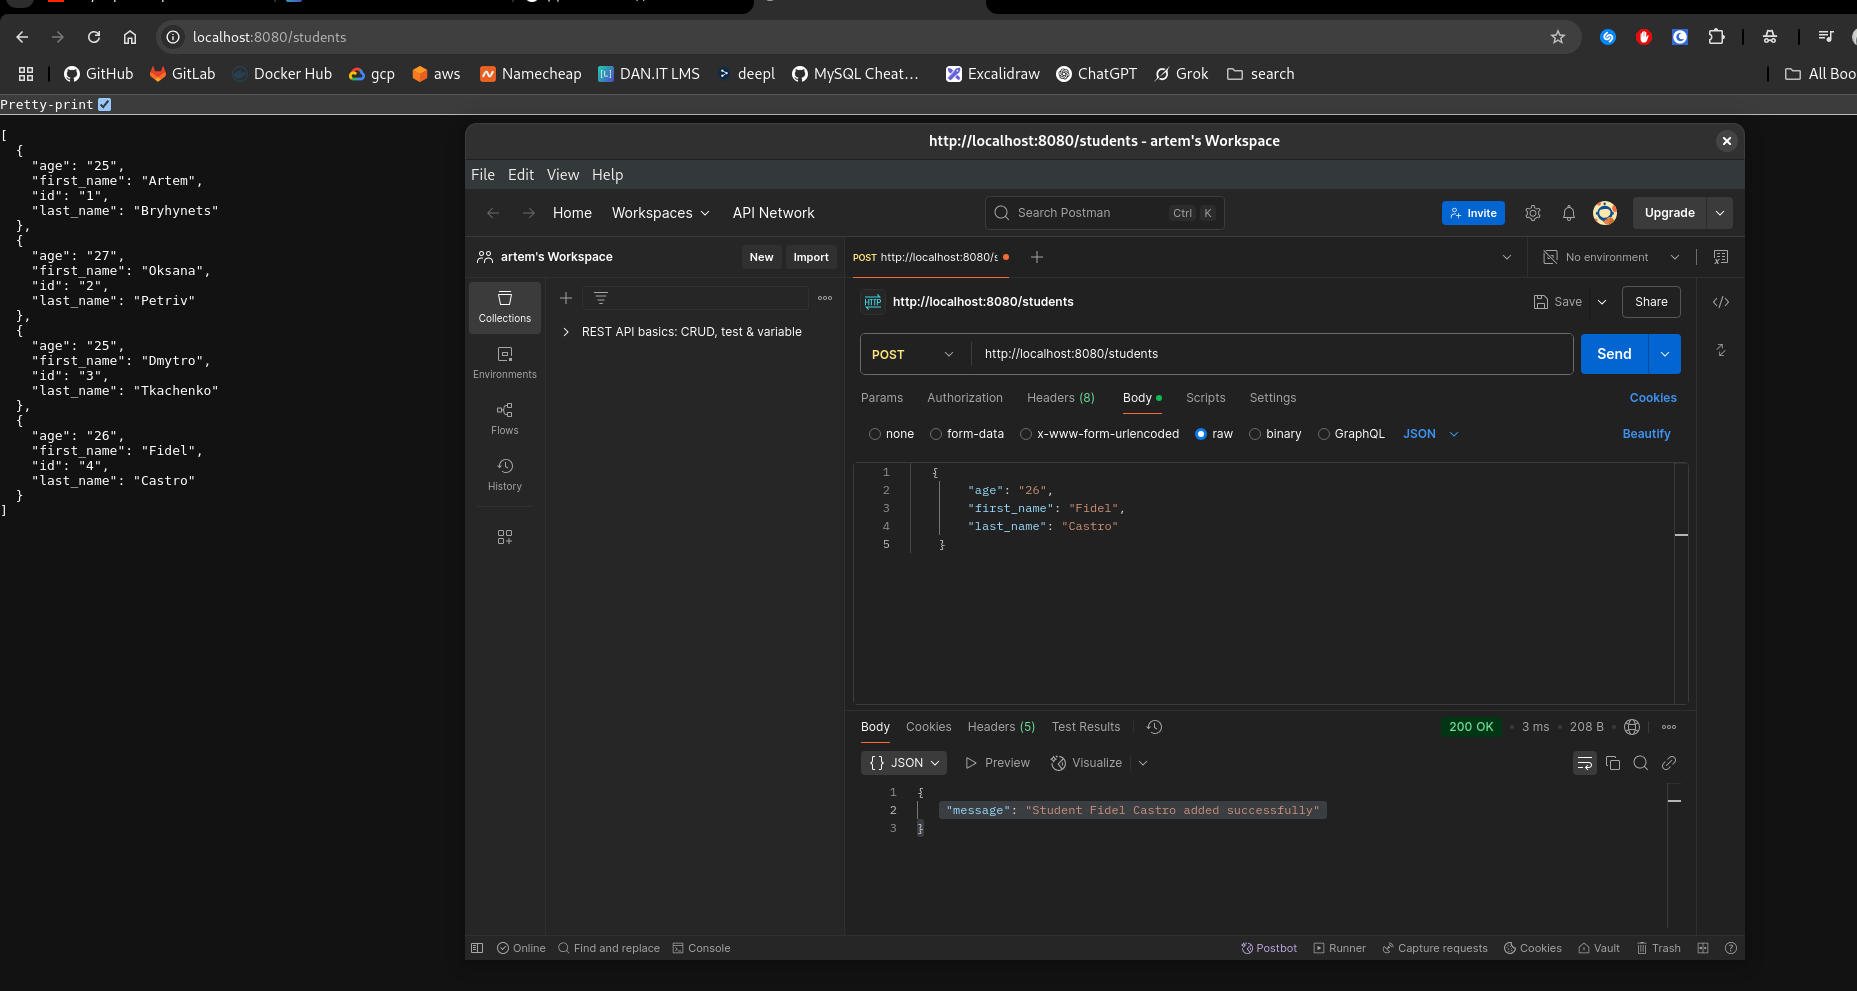 localhost:8080/students
GitHub GitLab Docker Hub gcp aws Namecheap DAN.IT LMS deepl MySQL Cheat... Excalidraw ChatGPT Grok search All Boo
Pretty-print
[
  {
    "age": "25",
    "first_name": "Artem",
    "id": "1",
    "last_name": "Bryhynets"
  },
  {
    "age": "27",
    "first_name": "Oksana",
    "id": "2",
    "last_name": "Petriv"
  },
  {
    "age": "25",
    "first_name": "Dmytro",
    "id": "3",
    "last_name": "Tkachenko"
  },
  {
    "age": "26",
    "first_name": "Fidel",
    "id": "4",
    "last_name": "Castro"
  }
]
http://localhost:8080/students - artem's Workspace
File Edit View Help
Home Workspaces API Network Search Postman Ctrl K Invite Upgrade
artem's Workspace New Import
POST http://localhost:8080/s No environment
Collections
Environments
Flows
History
REST API basics: CRUD, test & variable
HTTP http://localhost:8080/students Save Share
POST http://localhost:8080/students Send
Params Authorization Headers (8) Body Scripts Settings Cookies
none form-data x-www-form-urlencoded raw binary GraphQL JSON Beautify
1 {
2 "age": "26",
3 "first_name": "Fidel",
4 "last_name": "Castro"
5 }
Body Cookies Headers (5) Test Results 200 OK 3 ms 208 B
{} JSON Preview Visualize
1 {
2 "message": "Student Fidel Castro added successfully"
3 }
Online Find and replace Console Postbot Runner Capture requests Cookies Vault Trash